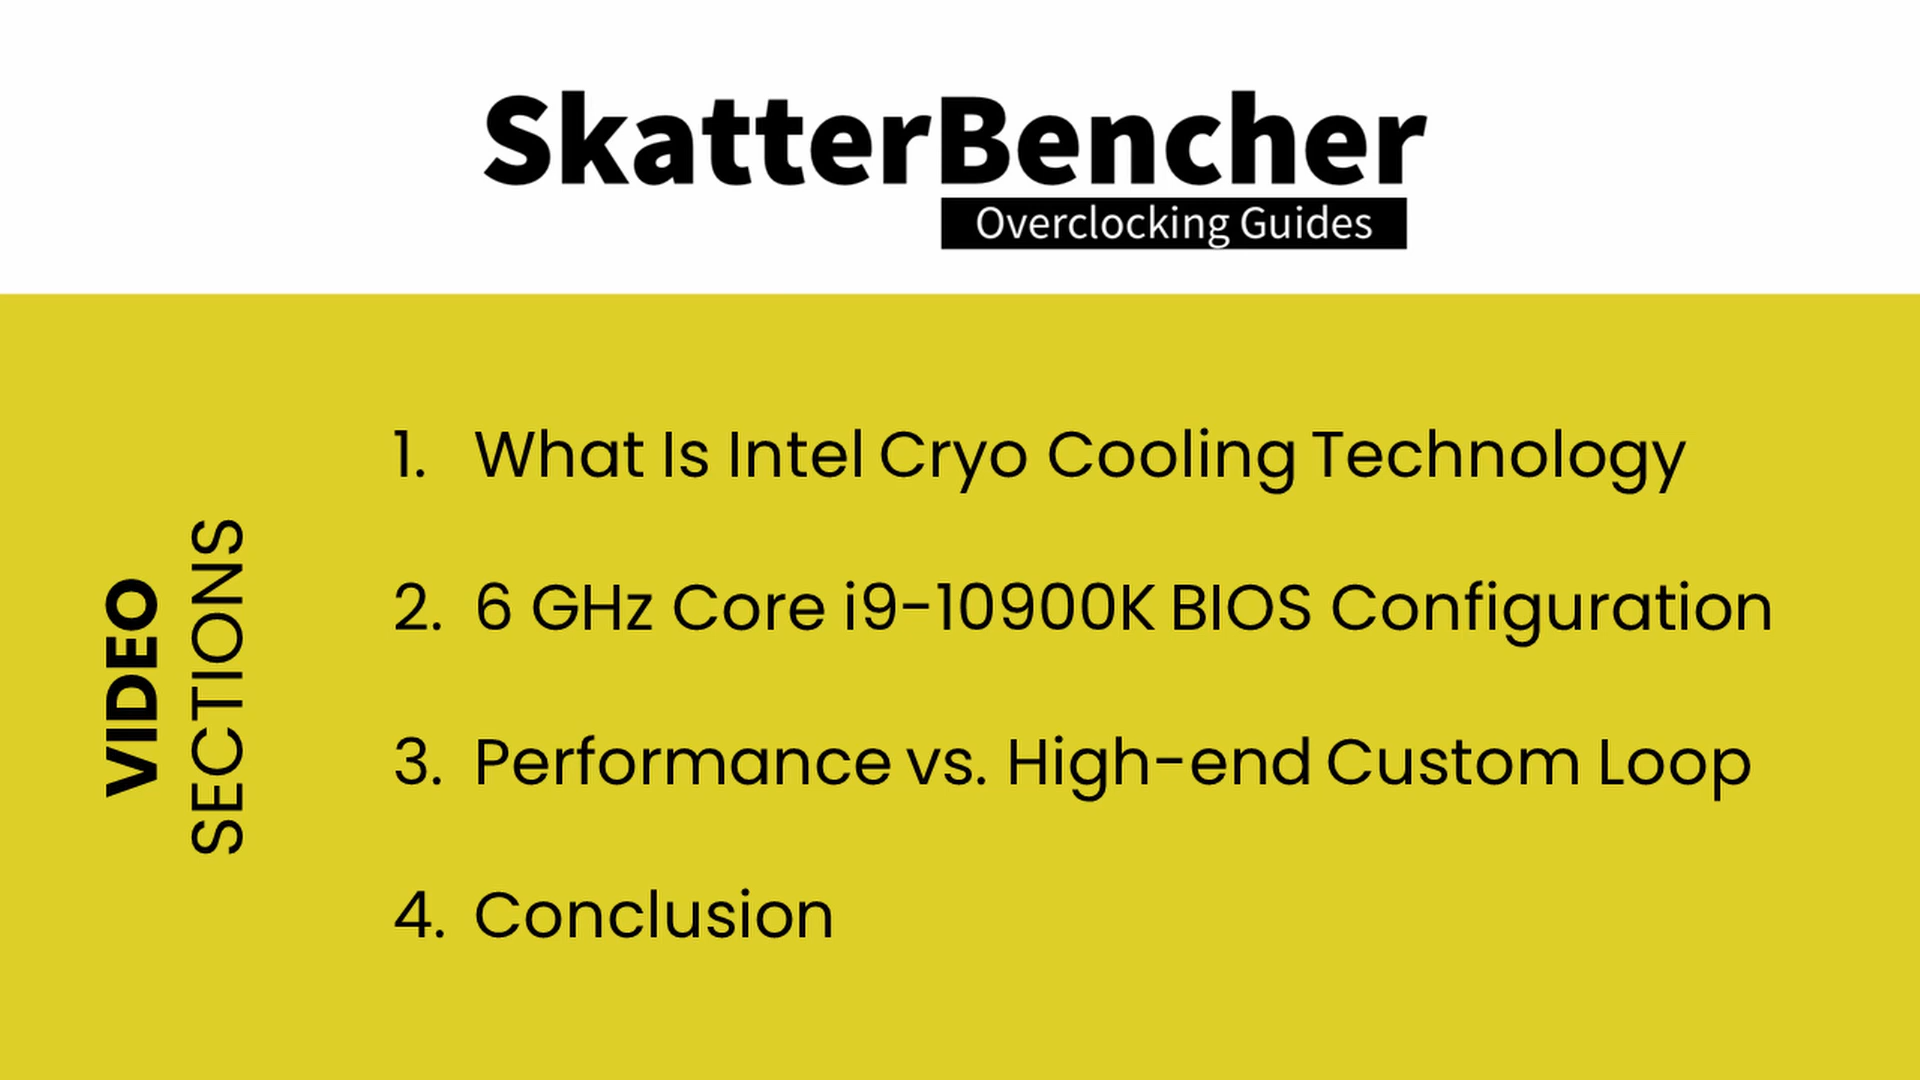 SkatterBencher
Overclocking Guides
VIDEO
SECTIONS
1. What Is Intel Cryo Cooling Technology
2. 6 GHz Core i9-10900K BIOS Configuration
3. Performance vs. High-end Custom Loop
4. Conclusion